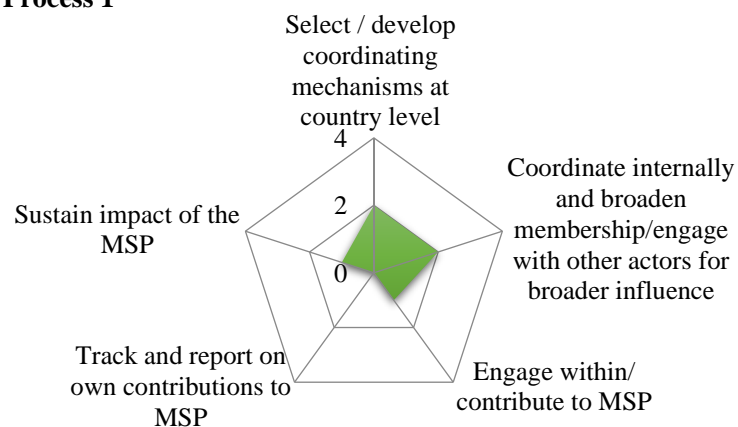 Process 1
Select / develop
coordinating
mechanisms at
country level
4
Coordinate internally
and broaden
membership/engage
with other actors for
broader influence
2
Sustain impact of the
MSP
0
Track and report on
own contributions to
MSP
Engage within/
contribute to MSP